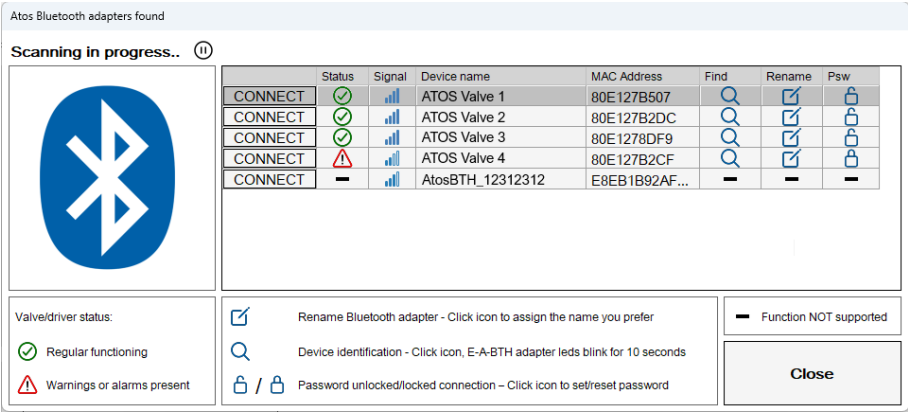 Atos Bluetooth adapters found
Scanning in progress..
Status Signal Device name MAC Address Find Rename Psw
CONNECT ATOS Valve 1 80E127B507
CONNECT ATOS Valve 2 80E127B2DC
CONNECT ATOS Valve 3 80E1278DF9
CONNECT ATOS Valve 4 80E127B2CF
CONNECT AtosBTH_12312312 E8EB1B92AF...
Valve/driver status:
Regular functioning
Warnings or alarms present
Rename Bluetooth adapter - Click icon to assign the name you prefer
Device identification - Click icon, E-A-BTH adapter leds blink for 10 seconds
/ Password unlocked/locked connection – Click icon to set/reset password
Function NOT supported
Close